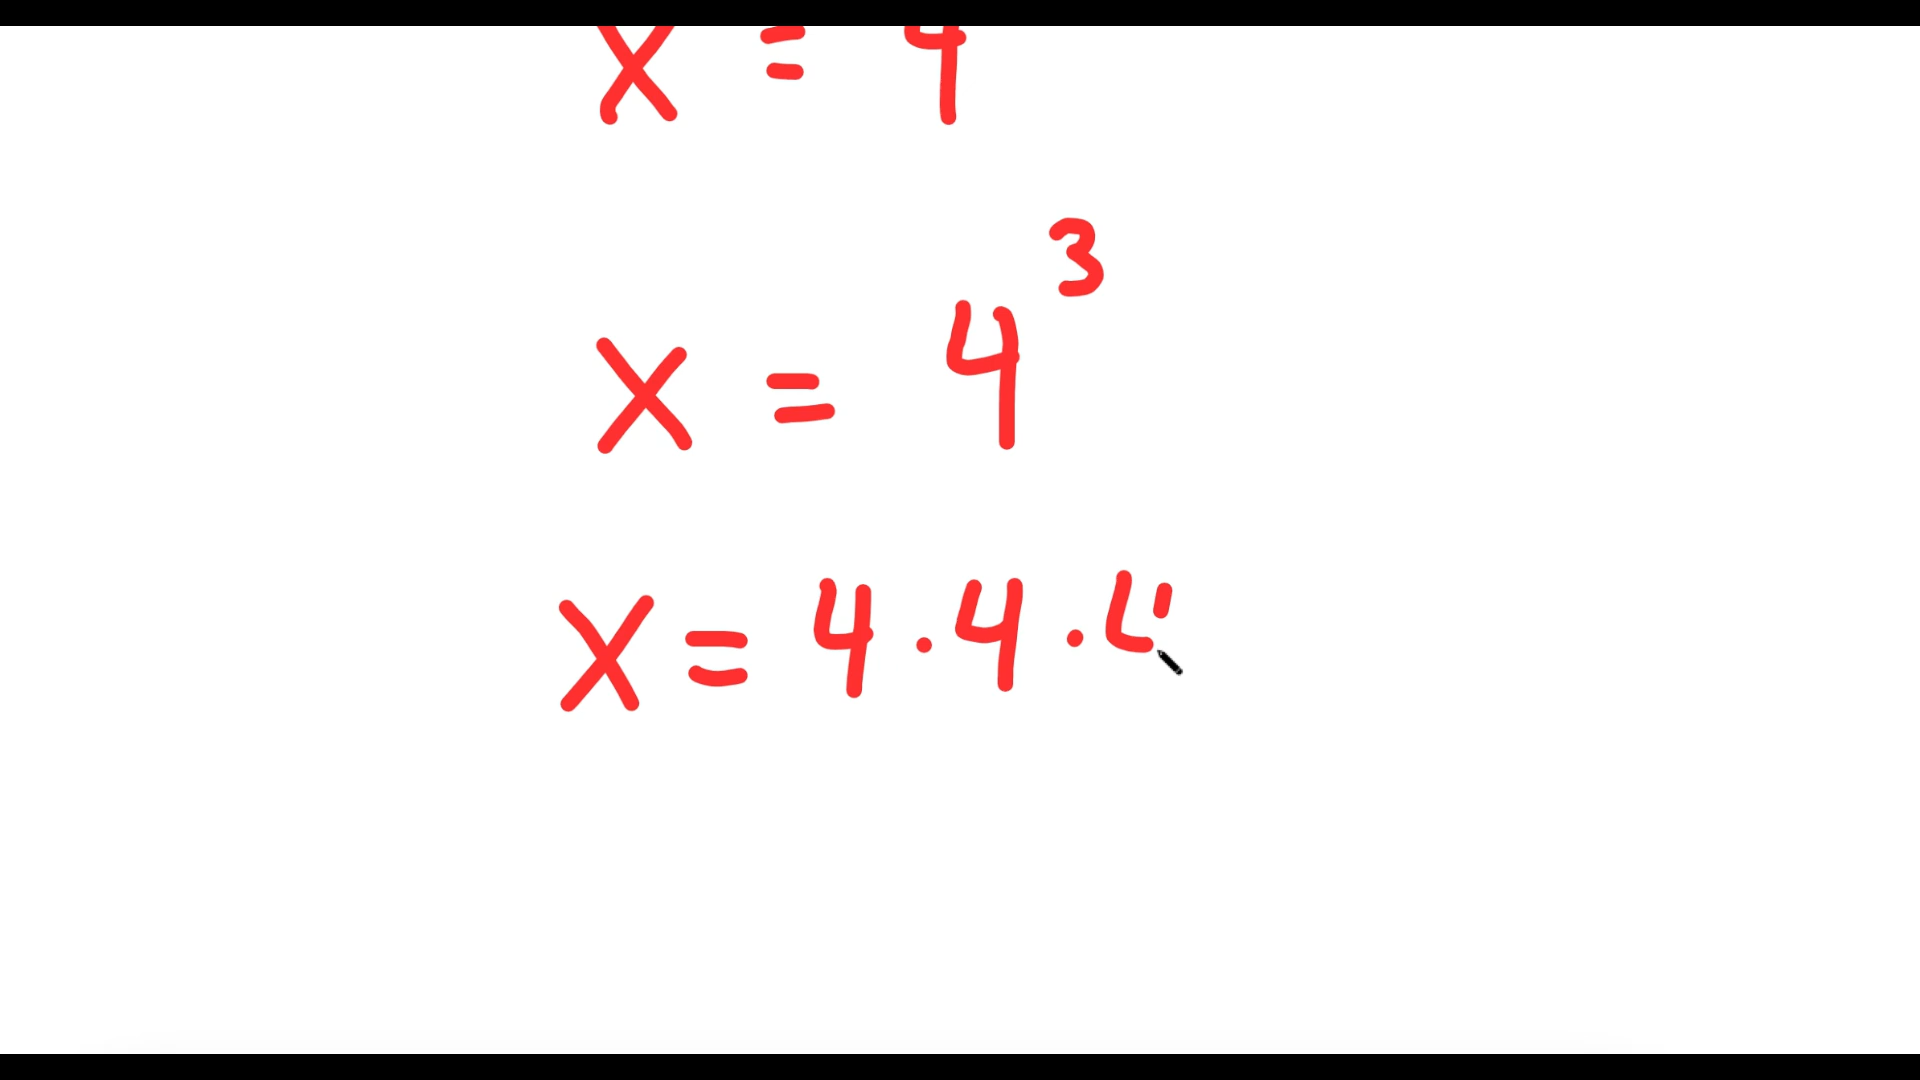 x = 4
x = 4³
x = 4 · 4 · 4